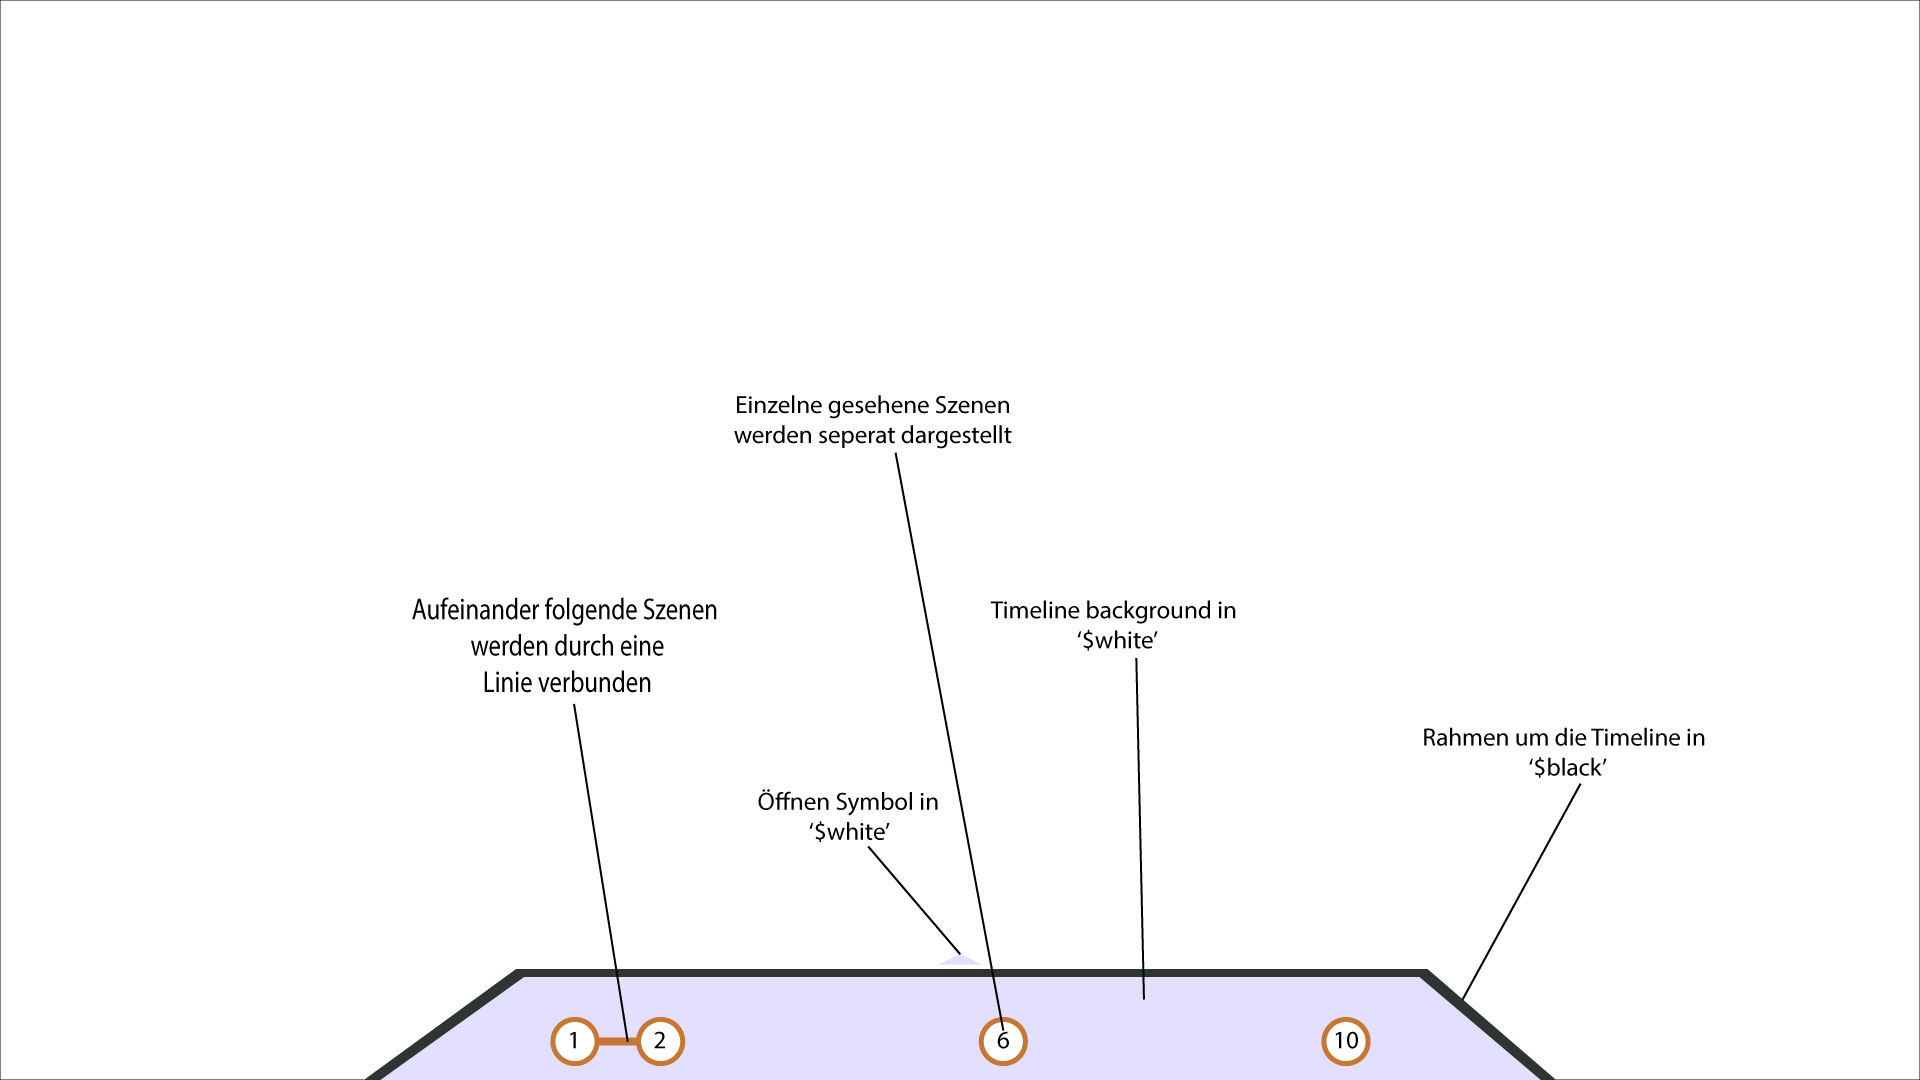 Einzelne gesehene Szenen
werden seperat dargestellt
Aufeinander folgende Szenen
werden durch eine
Linie verbunden
Timeline background in
‘$white’
Rahmen um die Timeline in
‘$black’
Öffnen Symbol in
‘$white’
1
2
6
10